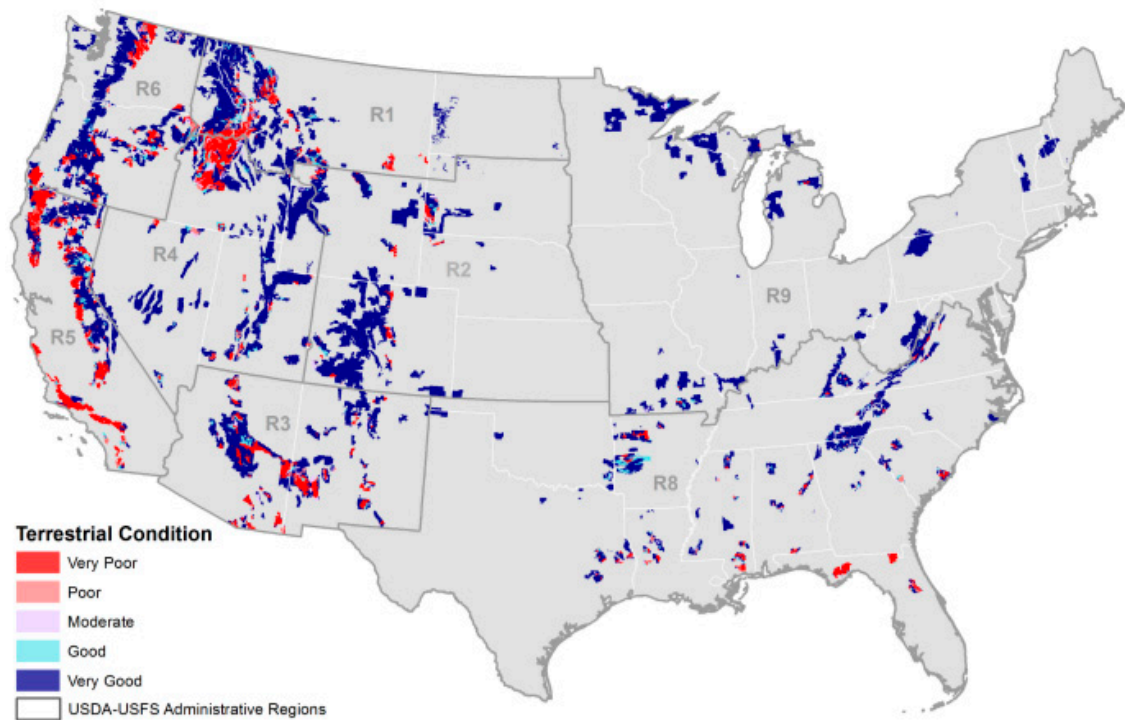 R6
R1
R4
R2
R9
R5
R3
R8
Terrestrial Condition
Very Poor
Poor
Moderate
Good
Very Good
USDA-USFS Administrative Regions